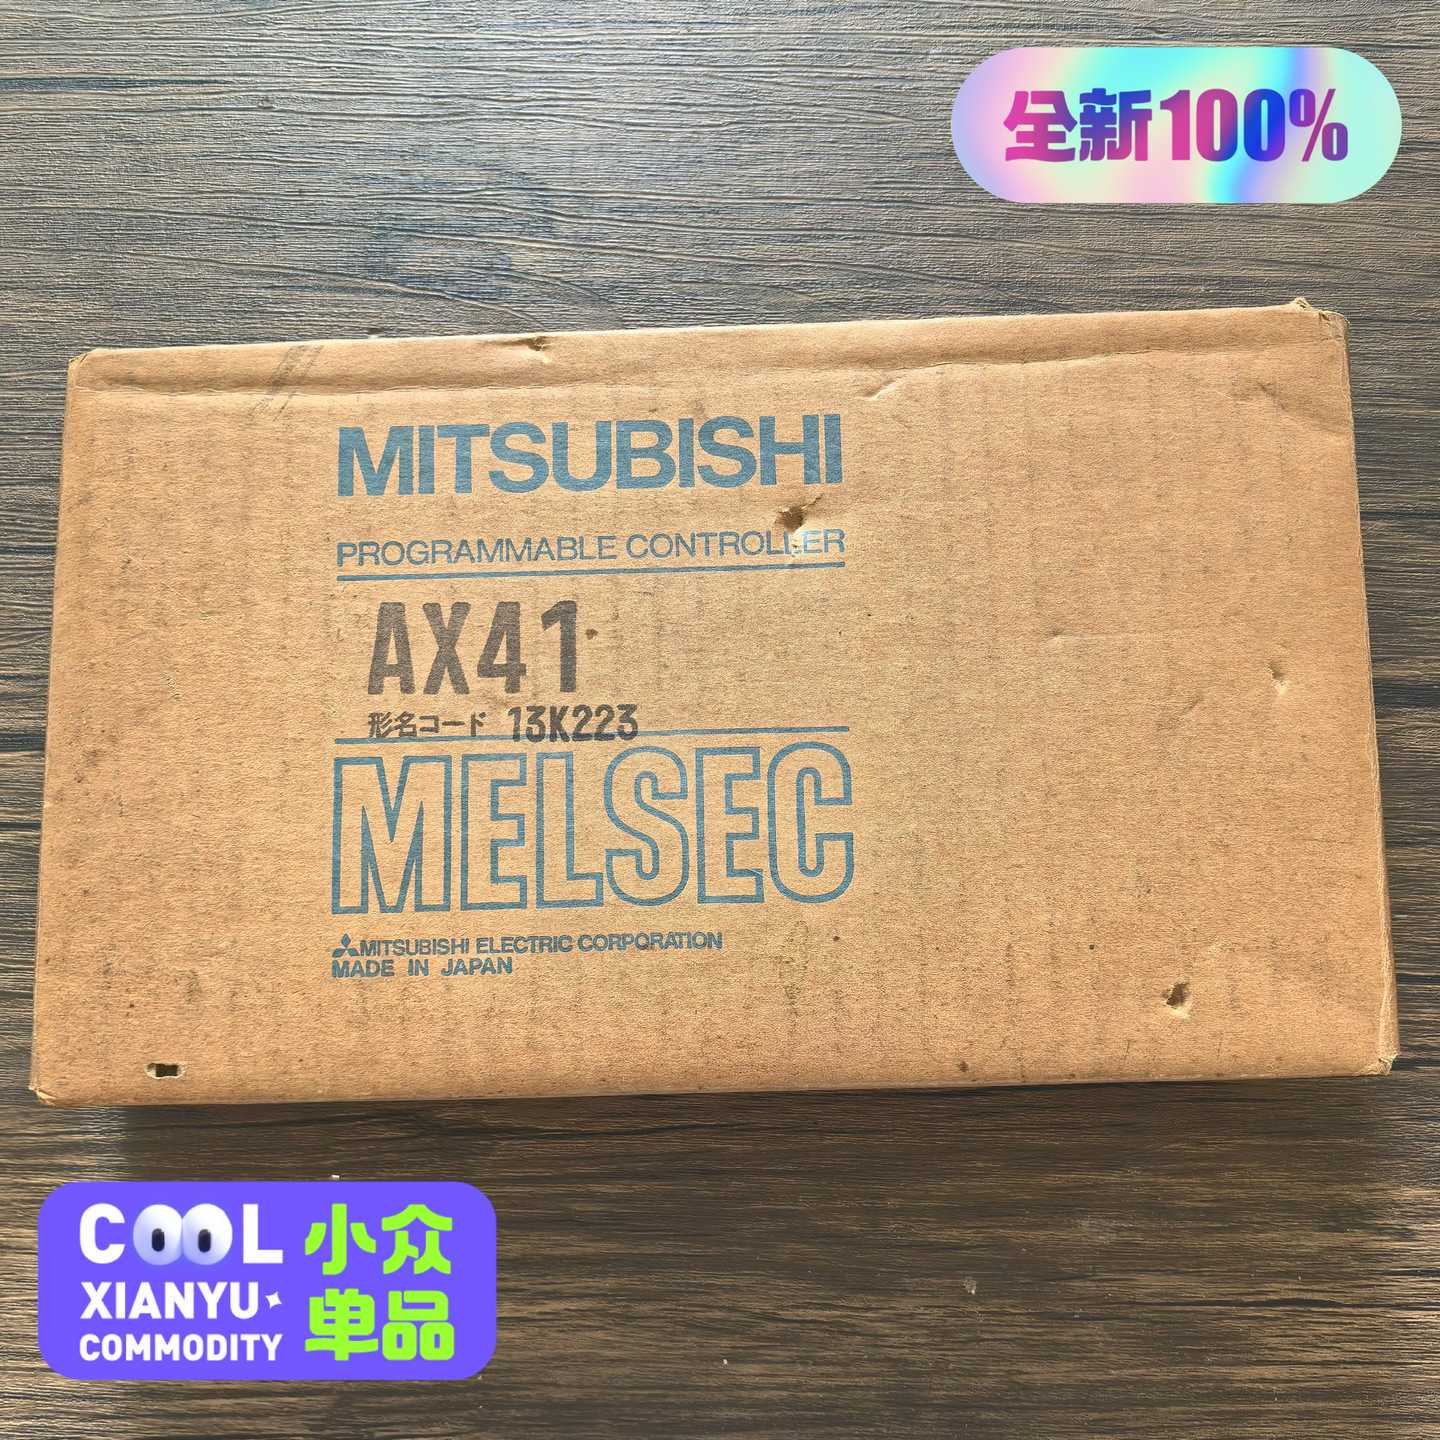 全新100%
MITSUBISHI
PROGRAMMABLE CONTROLLER
AX41
形名コード 13K223
MELSEC
MITSUBISHI ELECTRIC CORPORATION
MADE IN JAPAN
COOL 小众
XIANYU 单品
COMMODITY